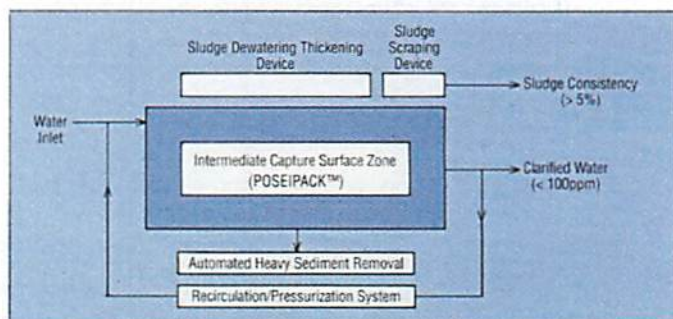 Sludge Dewatering Thickening
Device
Sludge
Scraping
Device
Sludge Consistency
(> 5%)
Water
Inlet
Intermediate Capture Surface Zone
(POSEIPACK™)
Clarified Water
(< 100ppm)
Automated Heavy Sediment Removal
Recirculation/Pressurization System